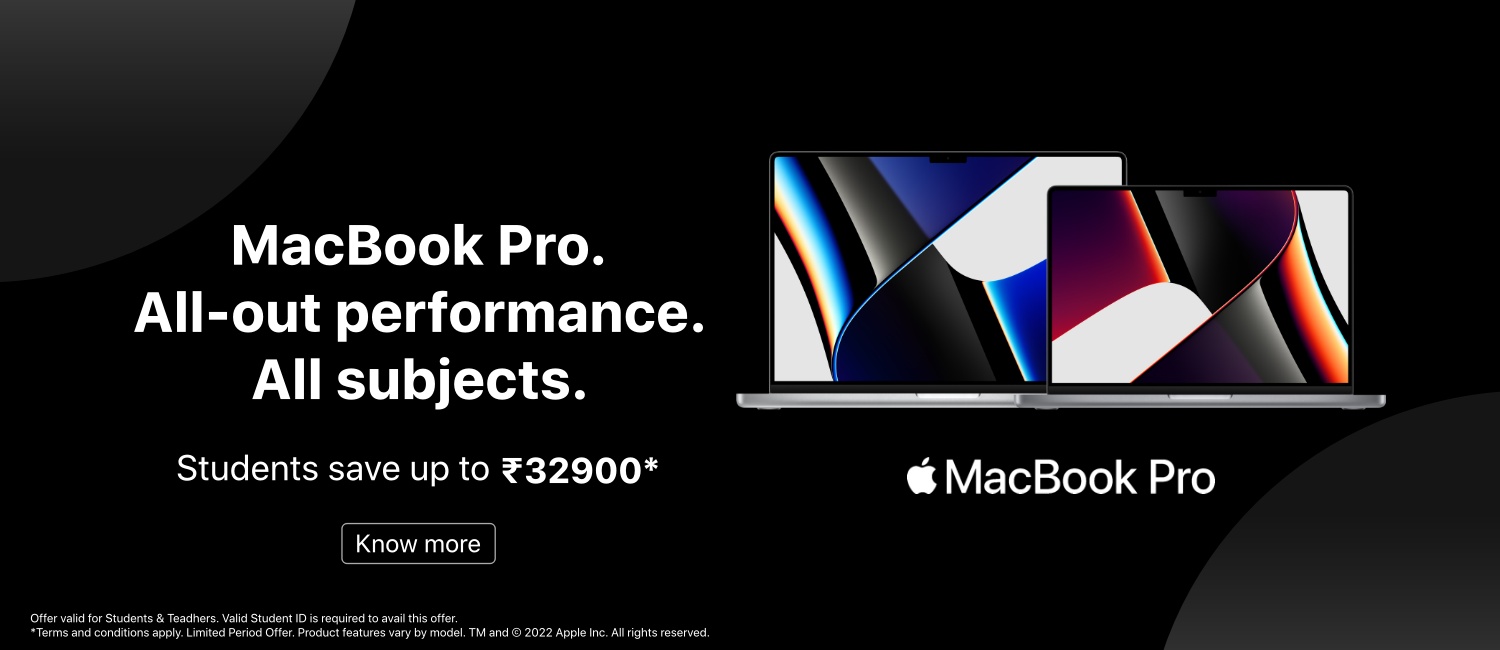 MacBook Pro.
All-out performance.
All subjects.
Students save up to ₹32900*
Know more
MacBook Pro
Offer valid for Students & Teadhers. Valid Student ID is required to avail this offer.
*Terms and conditions apply. Limited Period Offer. Product features vary by model. TM and © 2022 Apple Inc. All rights reserved.